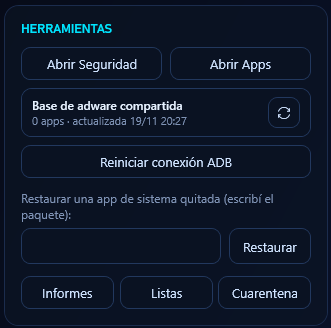 HERRAMIENTAS
Abrir Seguridad
Abrir Apps
Base de adware compartida
0 apps · actualizada 19/11 20:27
Reiniciar conexión ADB
Restaurar una app de sistema quitada (escribí el
paquete):
Restaurar
Informes
Listas
Cuarentena